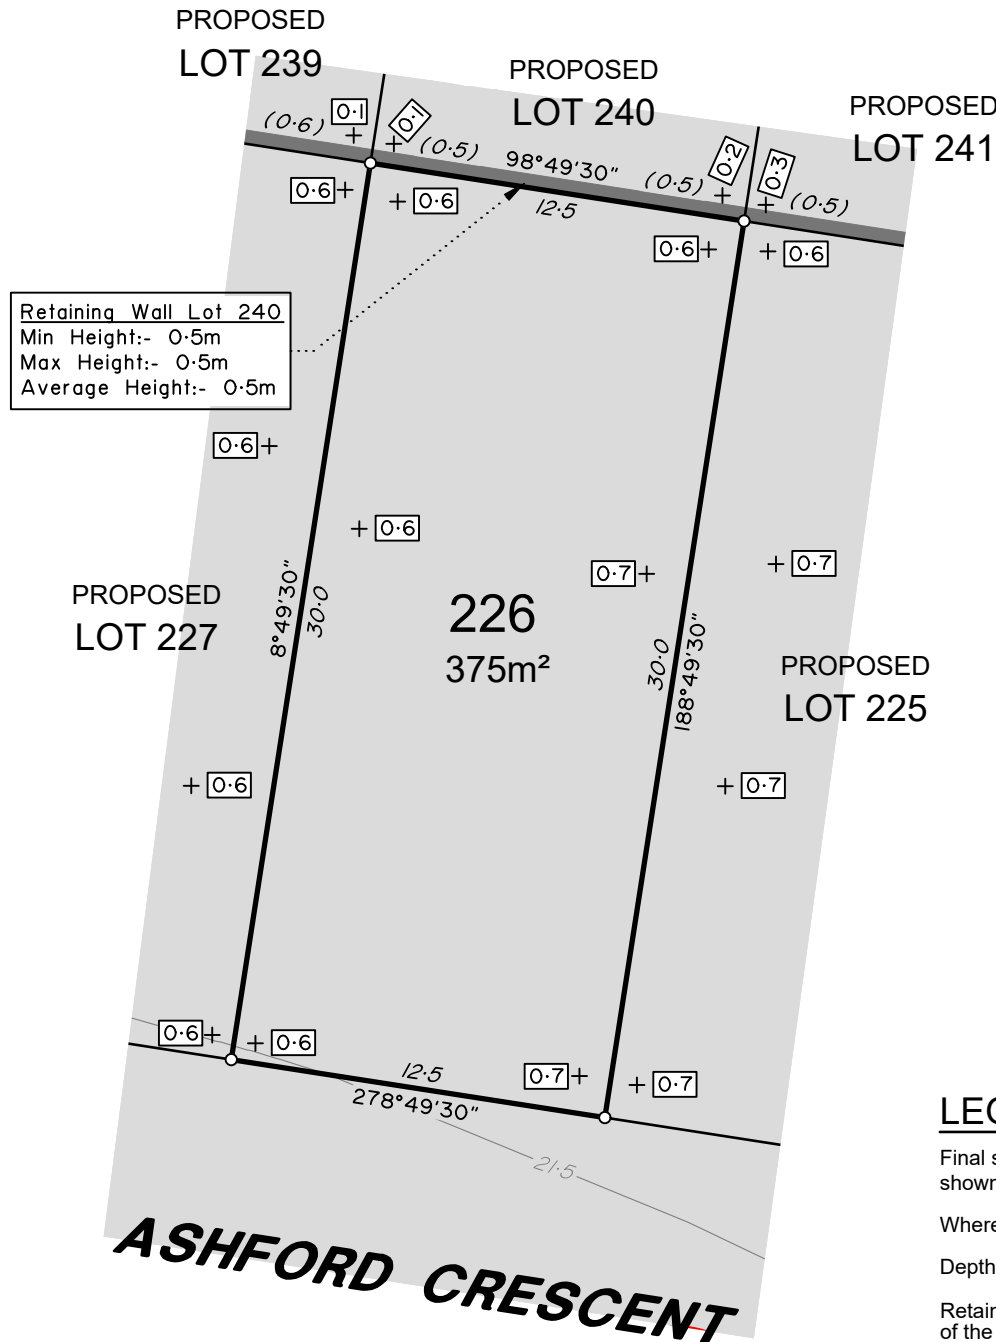 PROPOSED
LOT 239
PROPOSED
LOT 240
PROPOSED
LOT 241
(0·6)
0·1
0·1
(0·5)
98°49'30"
(0·5)
0·2
0·3
(0·5)
0·6
0·6
12·5
0·6
0·6
Retaining Wall Lot 240
Min Height:- 0·5m
Max Height:- 0·5m
Average Height:- 0·5m
0·6
0·6
0·7
0·7
8°49'30"
30·0
PROPOSED
LOT 227
226
375m²
30·0
188°49'30"
PROPOSED
LOT 225
0·6
0·7
0·6
0·6
12·5
278°49'30"
0·7
0·7
21·5
ASHFORD CRESCENT
Final
shown
Where
Depth
of the